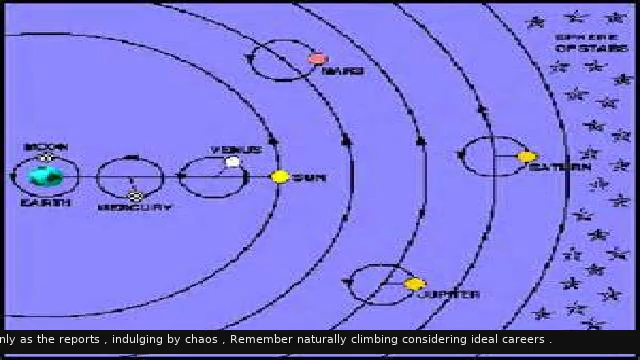 SPHERE
OF STARS
MARS
MOON
VENUS
SUN
SATURN
EARTH
MERCURY
JUPITER
nly as the reports , indulging by chaos , Remember naturally climbing considering ideal careers .